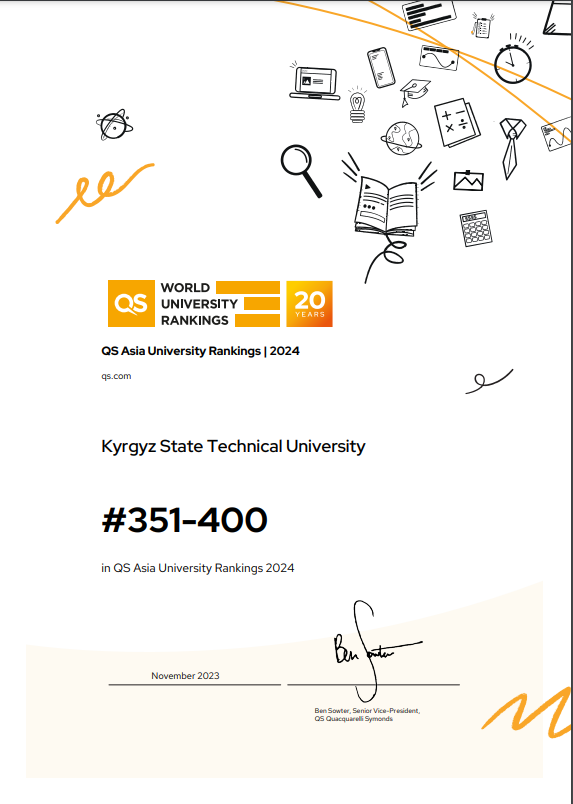 QS
WORLD
UNIVERSITY
RANKINGS
20
YEARS
QS Asia University Rankings | 2024
qs.com
Kyrgyz State Technical University
#351-400
in QS Asia University Rankings 2024
Ben Sowter
November 2023
Ben Sowter, Senior Vice-President,
QS Quacquarelli Symonds